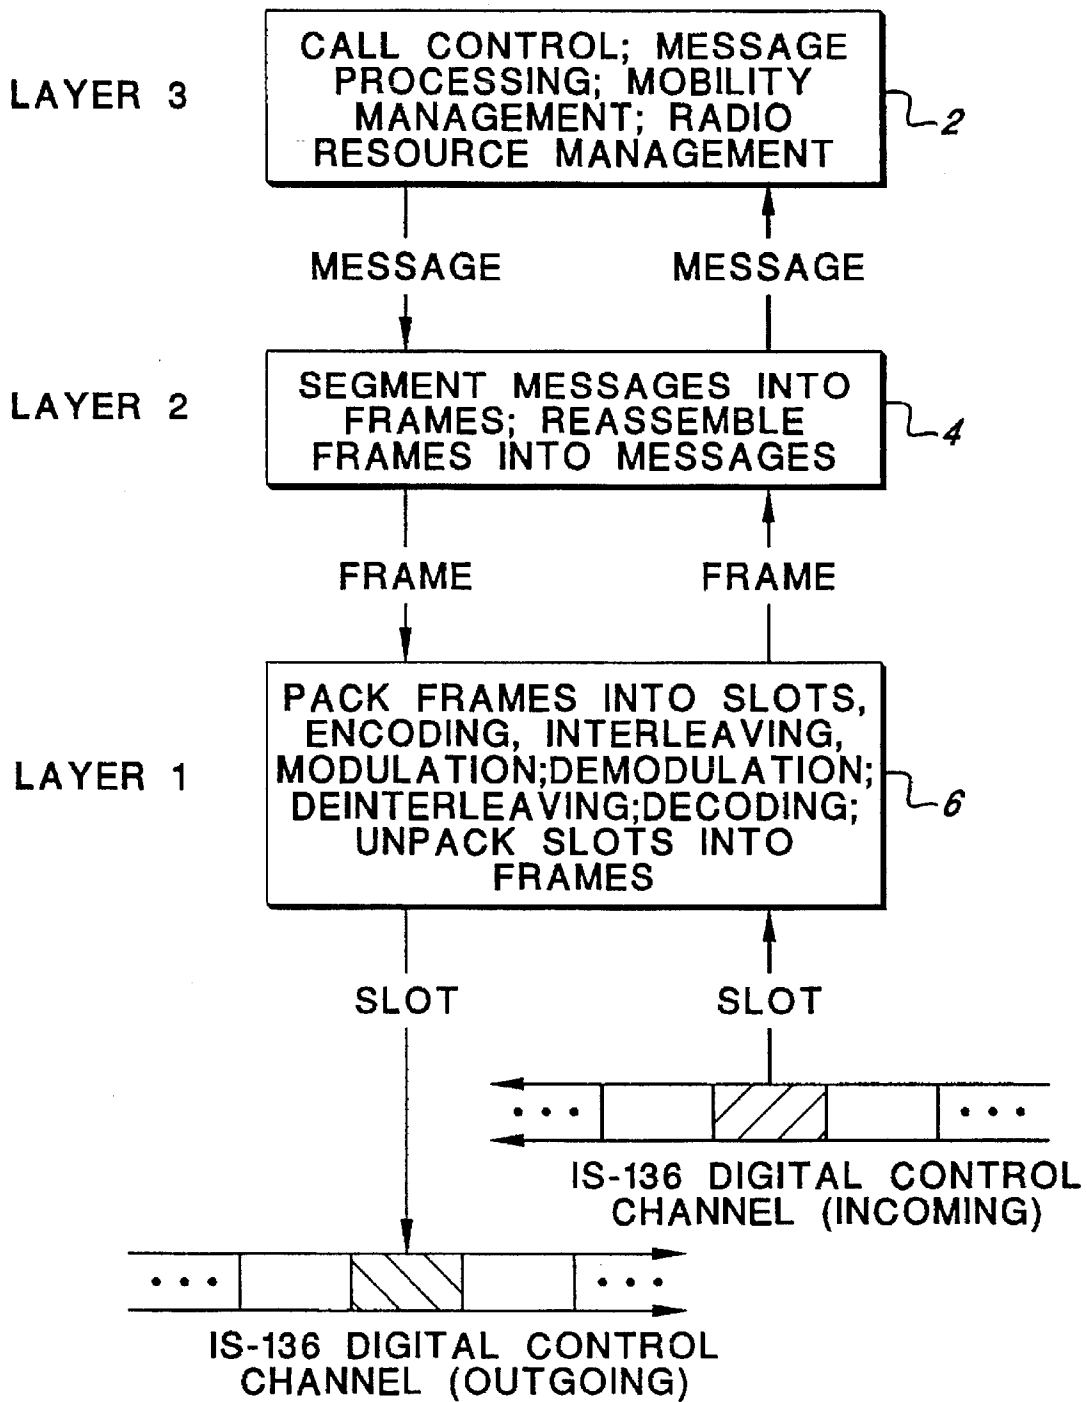 CALL CONTROL; MESSAGE
PROCESSING; MOBILITY
MANAGEMENT; RADIO
RESOURCE MANAGEMENT
LAYER 3
2
MESSAGE
MESSAGE
SEGMENT MESSAGES INTO
FRAMES; REASSEMBLE
FRAMES INTO MESSAGES
LAYER 2
4
FRAME
FRAME
PACK FRAMES INTO SLOTS,
ENCODING, INTERLEAVING,
MODULATION;DEMODULATION;
DEINTERLEAVING;DECODING;
UNPACK SLOTS INTO
FRAMES
LAYER 1
6
SLOT
SLOT
IS-136 DIGITAL CONTROL
CHANNEL (INCOMING)
IS-136 DIGITAL CONTROL
CHANNEL (OUTGOING)